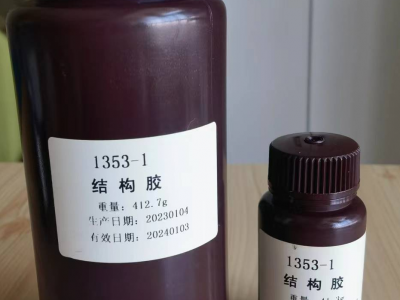 1353-1
结构胶
重量: 412.7g
生产日期: 20230104
有效日期: 20240103
1353-1
结构胶